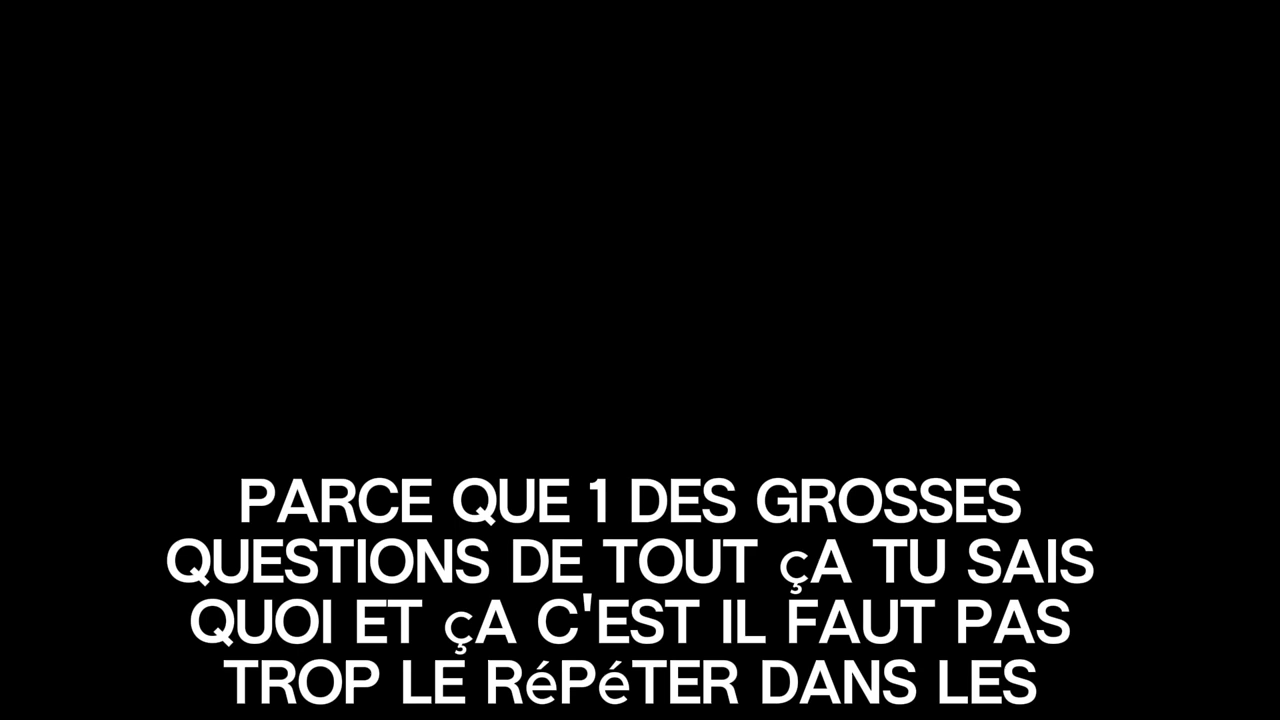 PARCE QUE 1 DES GROSSES
QUESTIONS DE TOUT çA TU SAIS
QUOI ET çA C'EST IL FAUT PAS
TROP LE RéPéTER DANS LES